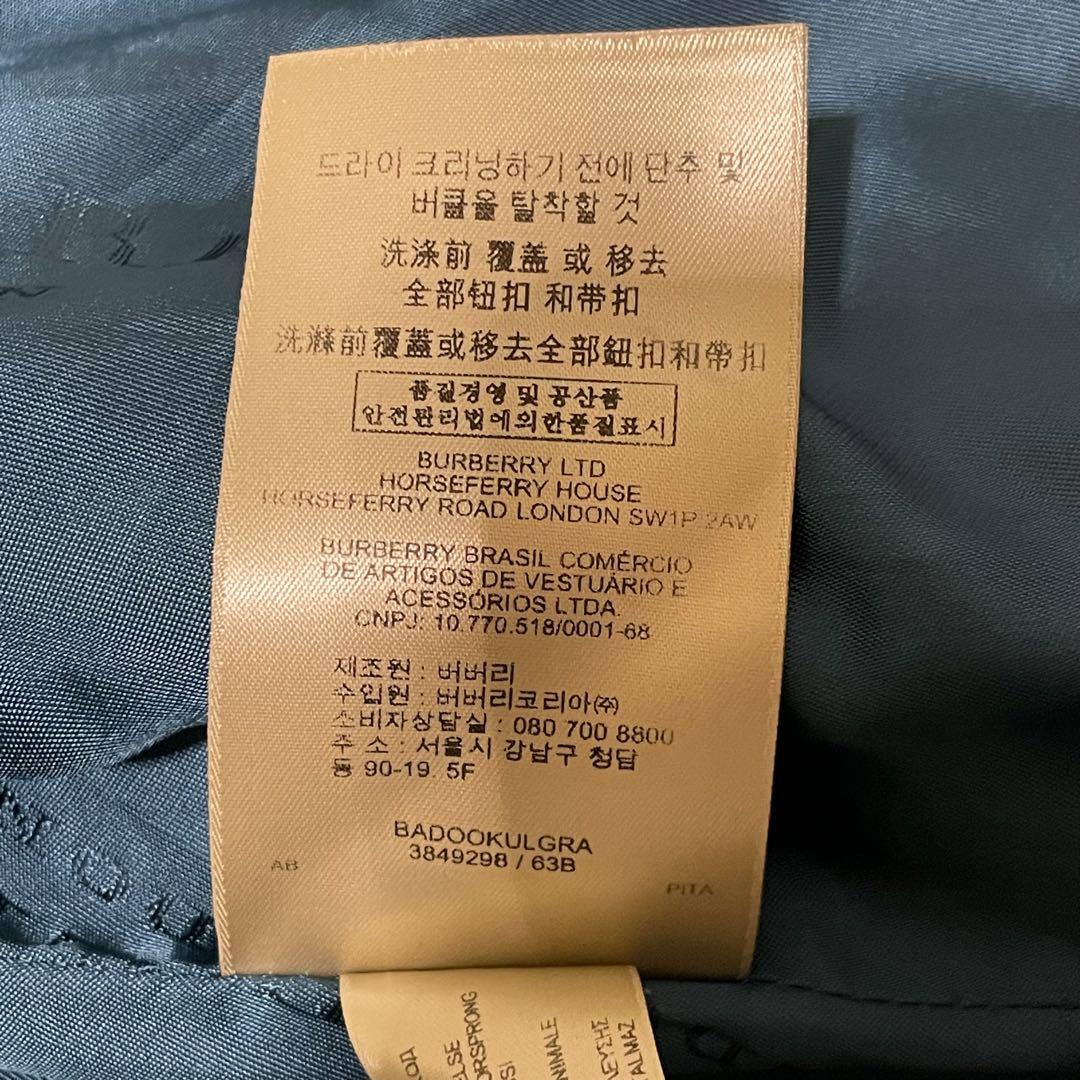 드라이 크리닝하기 전에 단추 및
버클을 탈착할 것
洗涤前 覆盖 或 移去
全部钮扣 和带扣
洗滌前覆蓋或移去全部鈕扣和帶扣
품질경영 및 공산품
안전관리법에의한품질표시
BURBERRY LTD
HORSEFERRY HOUSE
HORSEFERRY ROAD LONDON SW1P 2AW
BURBERRY BRASIL COMÉRCIO
DE ARTIGOS DE VESTUÁRIO E
ACESSÓRIOS LTDA.
CNPJ: 10.770.518/0001-68
제조원 : 버버리
수입원 : 버버리코리아㈜
소비자상담실 : 080 700 8800
주 소 : 서울시 강남구 청담
동 90-19. 5F
BADOOKULGRA
3849298 / 63B
AB
PITA
ELSE
ORSPRONG
SI
NIMALE
ΛΕΥΣΗΣ
ALMAZ